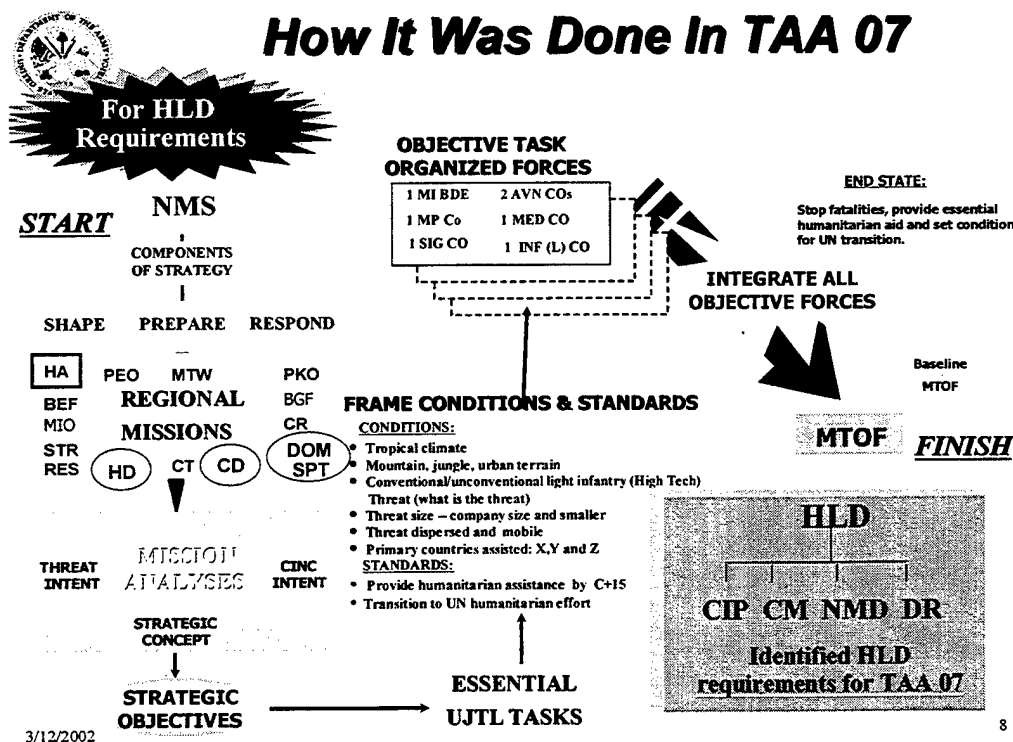 How It Was Done In TAA 07
For HLD
Requirements
START
NMS
COMPONENTS
OF STRATEGY
SHAPE PREPARE RESPOND
HA
PEO MTW PKO
BEF
REGIONAL
BGF
MIO
MISSIONS
CR
STR
RES
HD
CT
CD
DOM
SPT
THREAT
INTENT
MISSION
ANALYSES
CINC
INTENT
STRATEGIC
CONCEPT
STRATEGIC
OBJECTIVES
ESSENTIAL
UJTL TASKS
FRAME CONDITIONS & STANDARDS
CONDITIONS:
• Tropical climate
• Mountain, jungle, urban terrain
• Conventional/unconventional light infantry (High Tech)
Threat (what is the threat)
• Threat size – company size and smaller
• Threat dispersed and mobile
• Primary countries assisted: X,Y and Z
STANDARDS:
• Provide humanitarian assistance by C+15
• Transition to UN humanitarian effort
OBJECTIVE TASK
ORGANIZED FORCES
1 MI BDE 2 AVN COs
1 MP Co 1 MED CO
1 SIG CO 1 INF (L) CO
INTEGRATE ALL
OBJECTIVE FORCES
END STATE:
Stop fatalities, provide essential
humanitarian aid and set condition
for UN transition.
Baseline
MTOF
MTOF
FINISH
HLD
CIP CM NMD DR
Identified HLD
requirements for TAA 07
3/12/2002
8